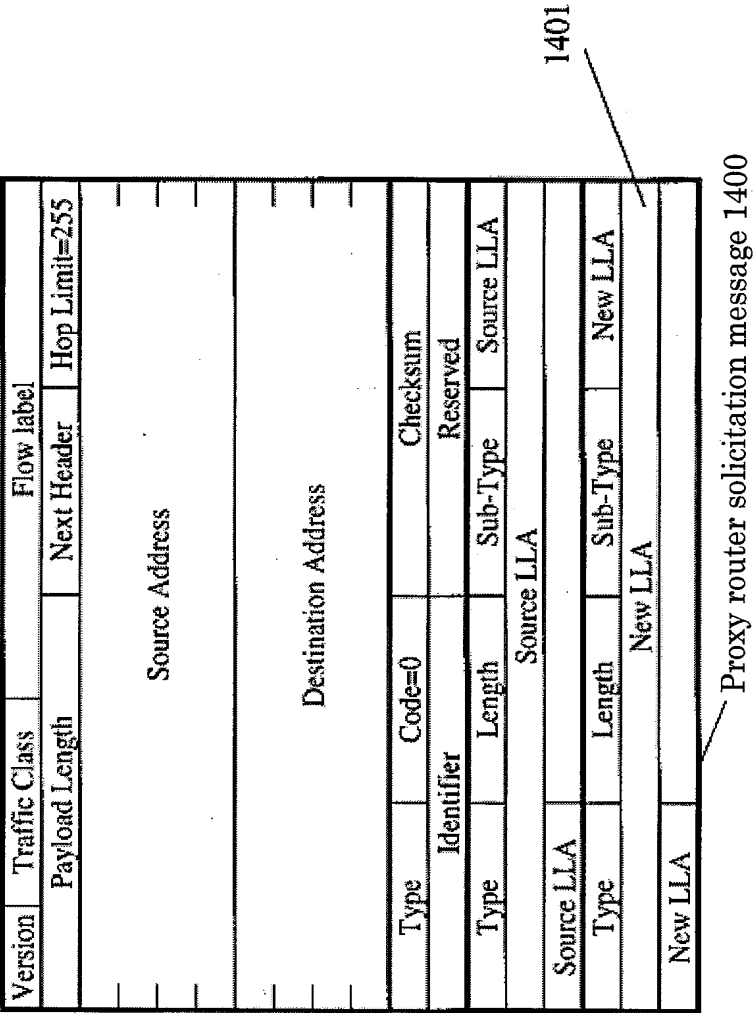 Version Traffic Class Flow label
Payload Length Next Header Hop Limit=255
Source Address
Destination Address
Type Code=0 Checksum
Identifier Reserved
Type Length Sub-Type Source LLA
Source LLA
Source LLA
Type Length Sub-Type New LLA
New LLA
New LLA
1401
Proxy router solicitation message 1400